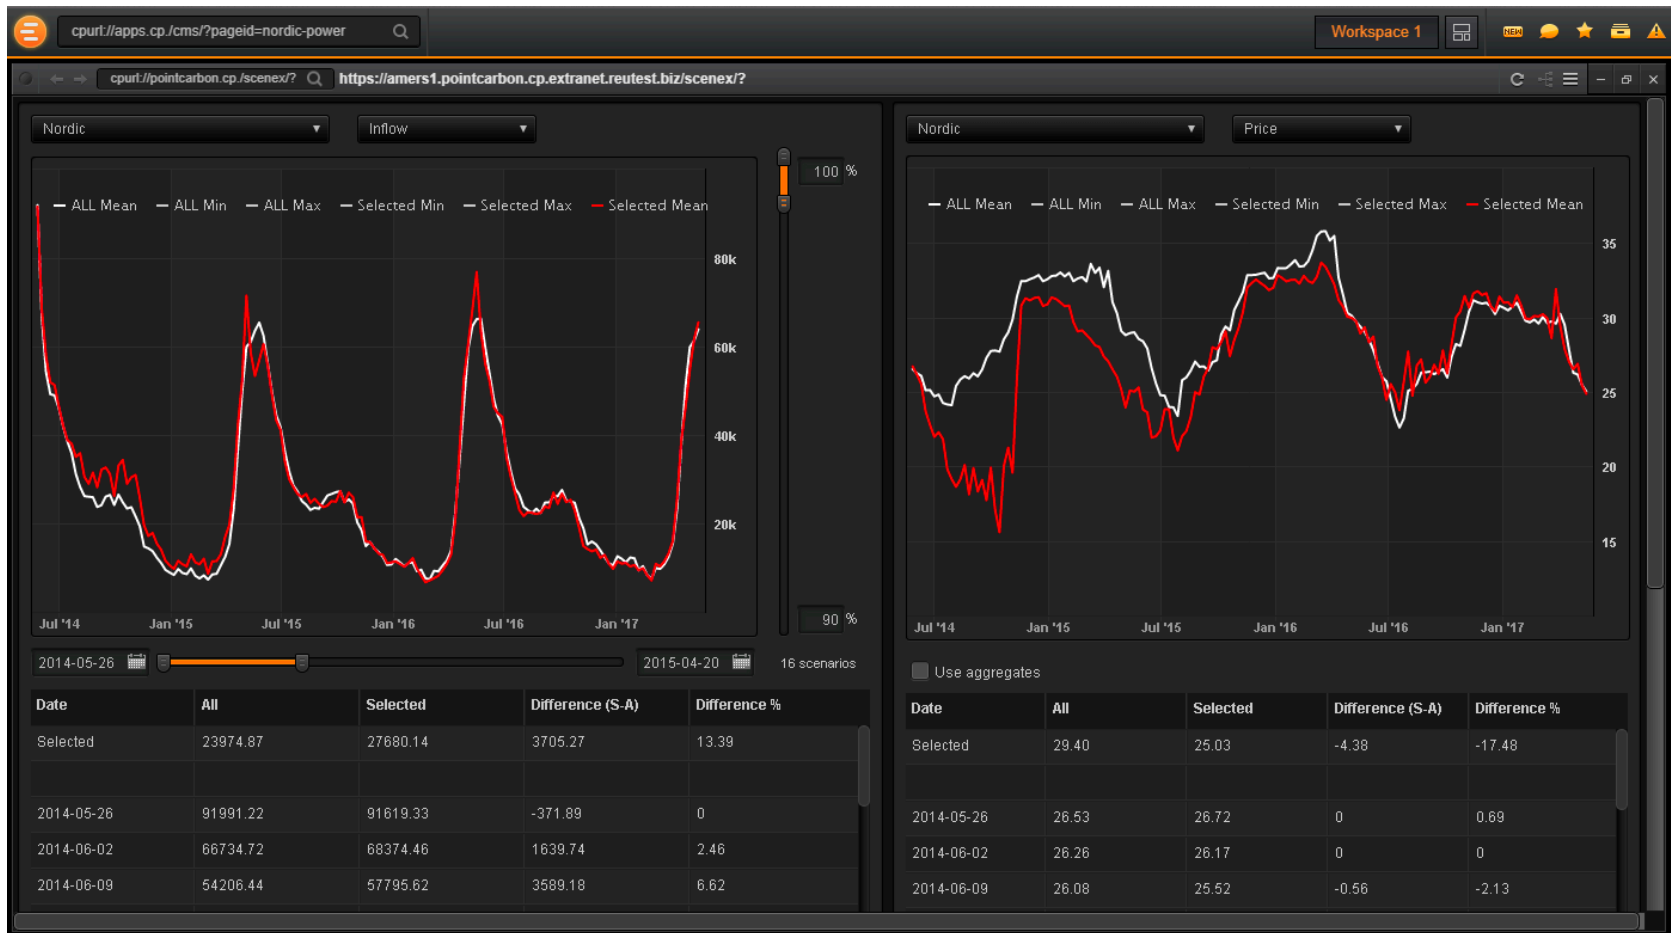 cpurl://apps.cp./cms/?pageid=nordic-power
Workspace 1
NEW
cpurl://pointcarbon.cp./scenex/?
https://amers1.pointcarbon.cp.extranet.reutest.biz/scenex/?
Nordic
Inflow
100 %
ALL Mean ALL Min ALL Max Selected Min Selected Max Selected Mean
80k
60k
40k
20k
Jul '14 Jan '15 Jul '15 Jan '16 Jul '16 Jan '17
90 %
2014-05-26
2015-04-20
16 scenarios
Date All Selected Difference (S-A) Difference %
Selected 23974.87 27680.14 3705.27 13.39
2014-05-26 91991.22 91619.33 -371.89 0
2014-06-02 66734.72 68374.46 1639.74 2.46
2014-06-09 54206.44 57795.62 3589.18 6.62
Nordic
Price
ALL Mean ALL Min ALL Max Selected Min Selected Max Selected Mean
35
30
25
20
15
Jul '14 Jan '15 Jul '15 Jan '16 Jul '16 Jan '17
Use aggregates
Date All Selected Difference (S-A) Difference %
Selected 29.40 25.03 -4.38 -17.48
2014-05-26 26.53 26.72 0 0.69
2014-06-02 26.26 26.17 0 0
2014-06-09 26.08 25.52 -0.56 -2.13